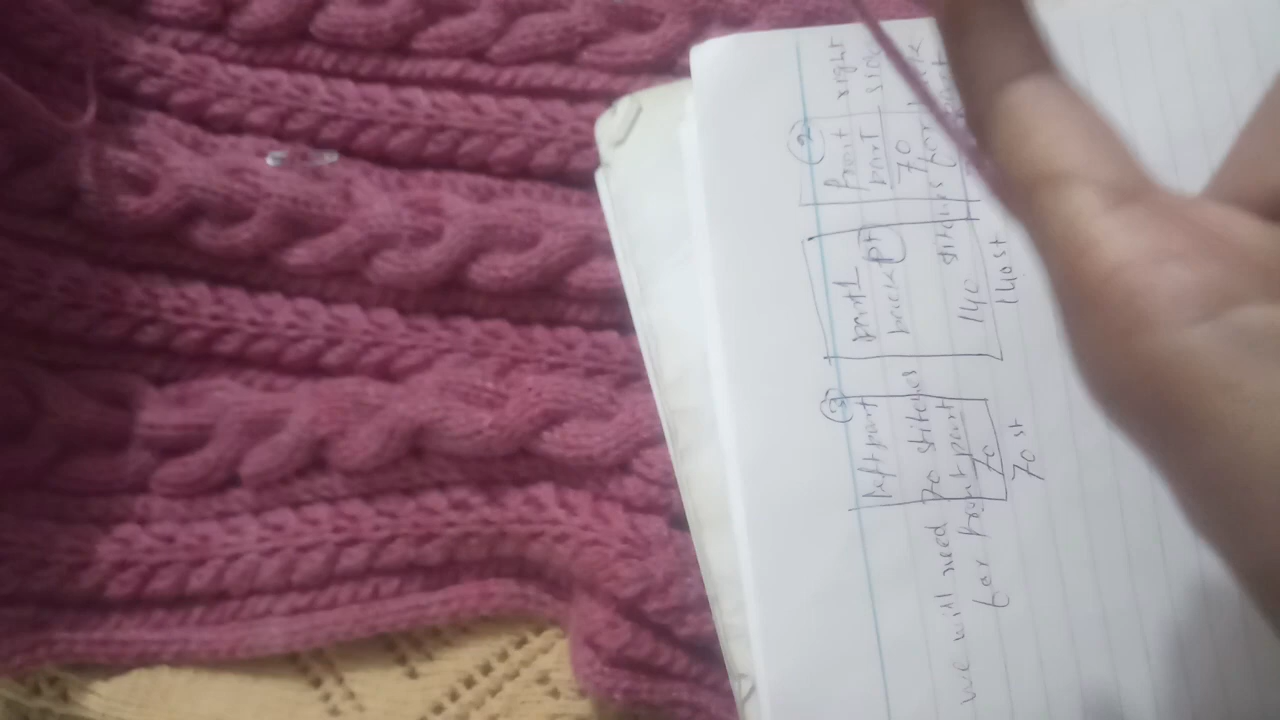 3
left part
70
70 st
part 1
back pt
140
140 st
2
front right
part side
70
we will need 70 stitches
for front part
stitches for